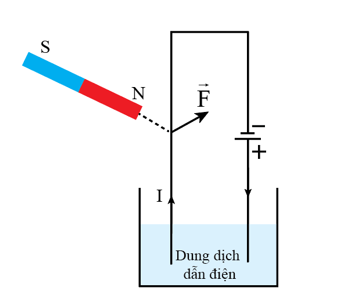 S
N
F
−
+
I
Dung dịch
dẫn điện